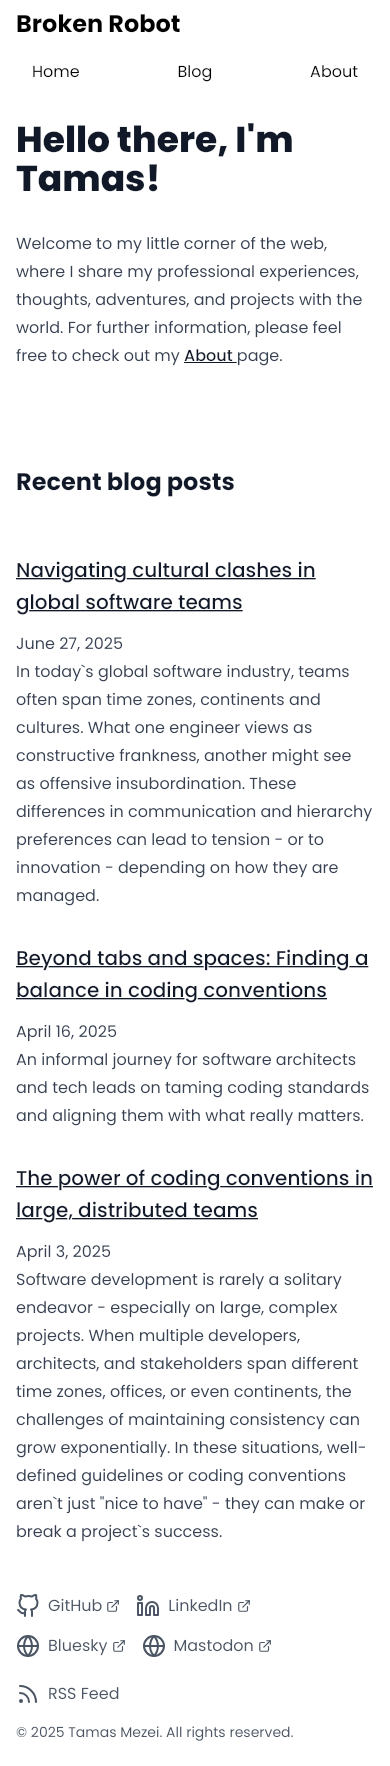 Broken Robot
Home Blog About
Hello there, I'm
Tamas!
Welcome to my little corner of the web,
where I share my professional experiences,
thoughts, adventures, and projects with the
world. For further information, please feel
free to check out my About page.
Recent blog posts
Navigating cultural clashes in
global software teams
June 27, 2025
In today`s global software industry, teams
often span time zones, continents and
cultures. What one engineer views as
constructive frankness, another might see
as offensive insubordination. These
differences in communication and hierarchy
preferences can lead to tension - or to
innovation - depending on how they are
managed.
Beyond tabs and spaces: Finding a
balance in coding conventions
April 16, 2025
An informal journey for software architects
and tech leads on taming coding standards
and aligning them with what really matters.
The power of coding conventions in
large, distributed teams
April 3, 2025
Software development is rarely a solitary
endeavor - especially on large, complex
projects. When multiple developers,
architects, and stakeholders span different
time zones, offices, or even continents, the
challenges of maintaining consistency can
grow exponentially. In these situations, well-
defined guidelines or coding conventions
aren`t just "nice to have" - they can make or
break a project`s success.
GitHub LinkedIn
Bluesky Mastodon
RSS Feed
© 2025 Tamas Mezei. All rights reserved.